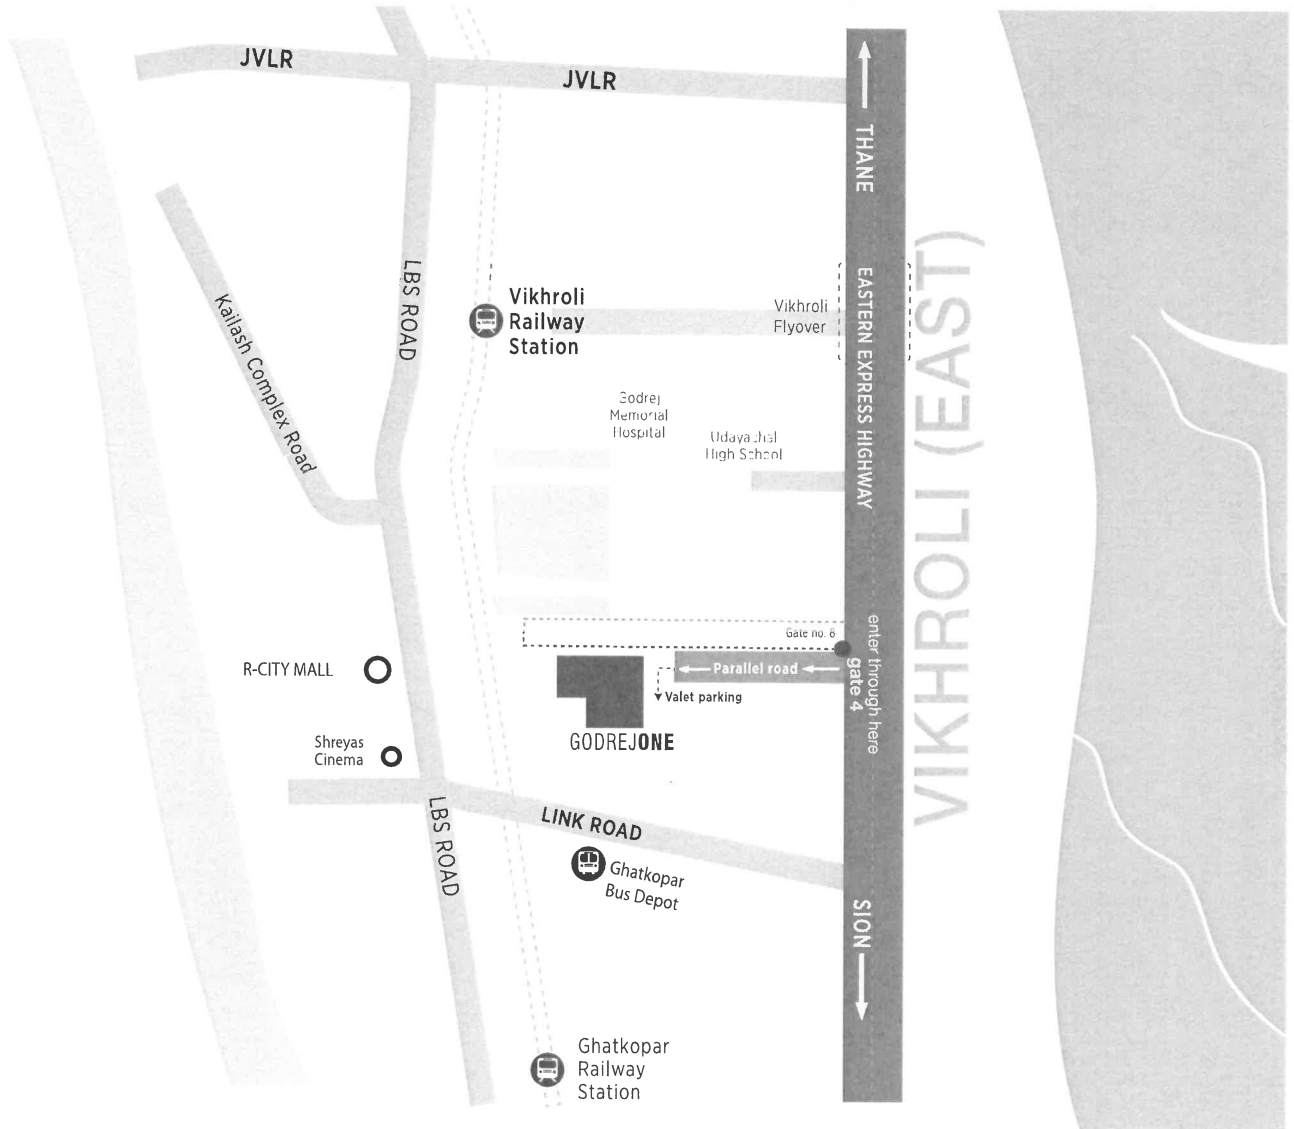 JVLR
JVLR
THANE
LBS ROAD
Kailash Complex Road
Vikhroli
Railway
Station
Vikhroli
Flyover
EASTERN EXPRESS HIGHWAY
VIKHROLI (EAST)
Godrej
Memorial
Hospital
Udayachal
High School
Gate no. 8
enter through here
gate 4
Parallel road
Valet parking
R-CITY MALL
GODREJONE
Shreyas
Cinema
LBS ROAD
LINK ROAD
Ghatkopar
Bus Depot
SION
Ghatkopar
Railway
Station